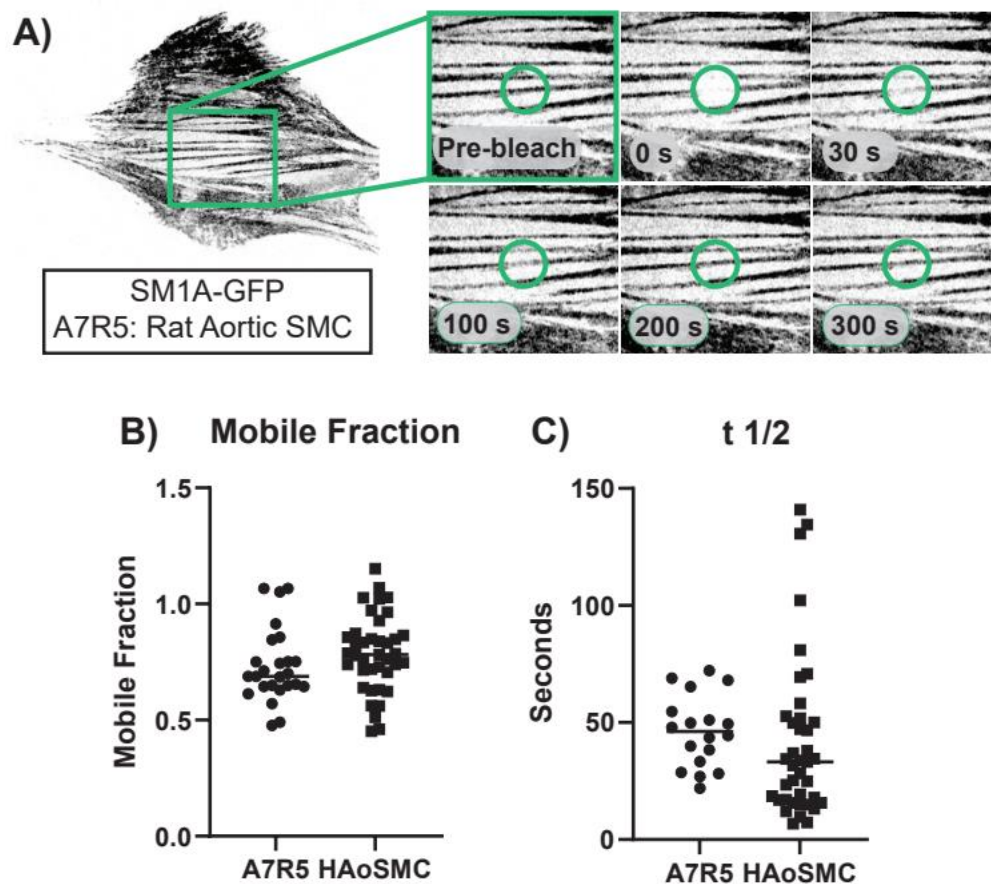 A)
Pre-bleach
0 s
30 s
100 s
200 s
300 s
SM1A-GFP
A7R5: Rat Aortic SMC
B) Mobile Fraction
1.5
1.0
0.5
0.0
Mobile Fraction
A7R5 HAoSMC
C) t 1/2
150
100
50
0
Seconds
A7R5 HAoSMC